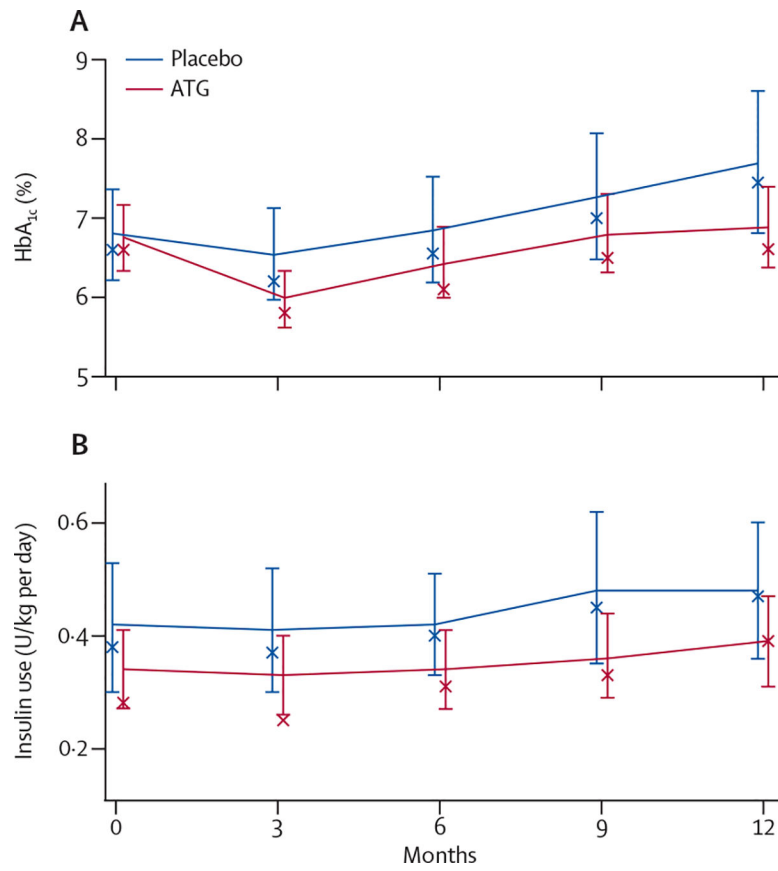 A
Placebo
ATG
HbA1c (%)
9
8
7
6
5
B
Insulin use (U/kg per day)
0·6
0·4
0·2
0 3 6 9 12
Months